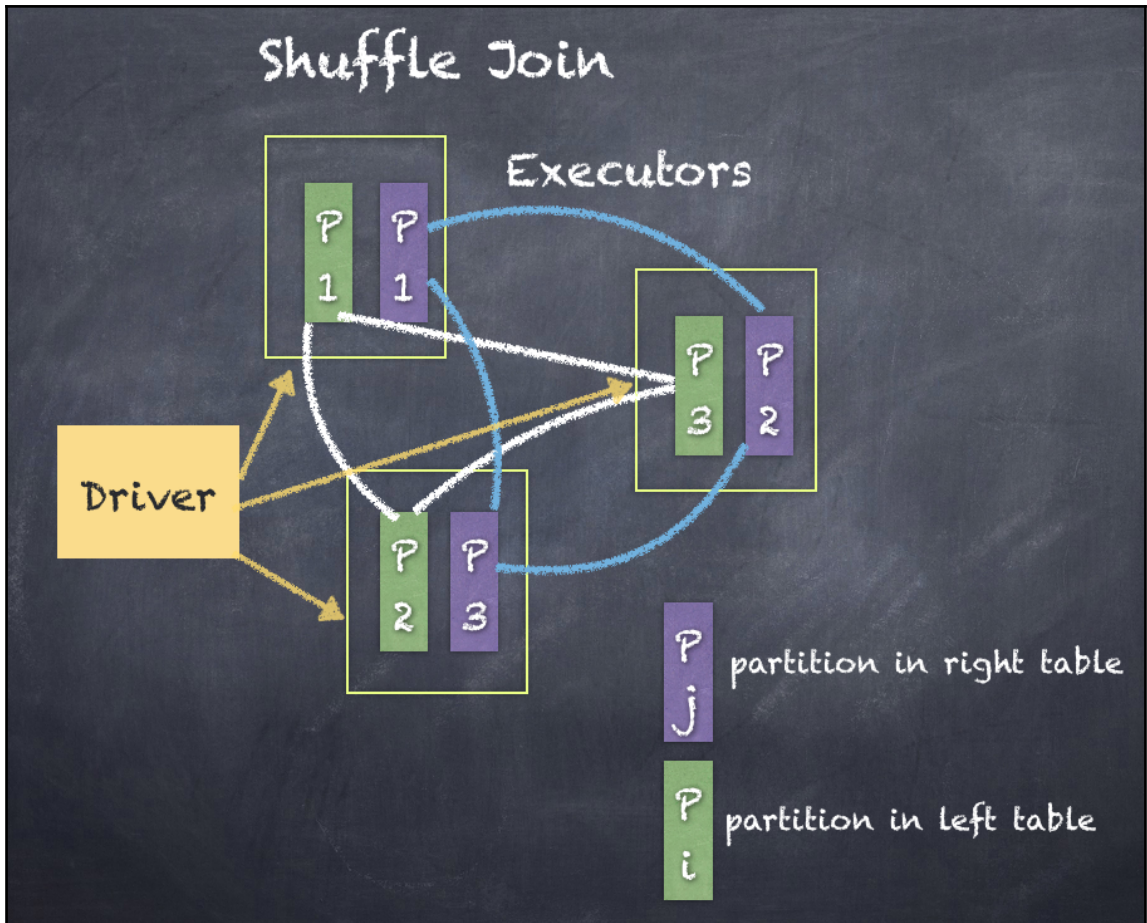 Shuffle Join
Executors
P
1
P
1
P
3
P
2
Driver
P
2
P
3
P
j
partition in right table
P
i
partition in left table